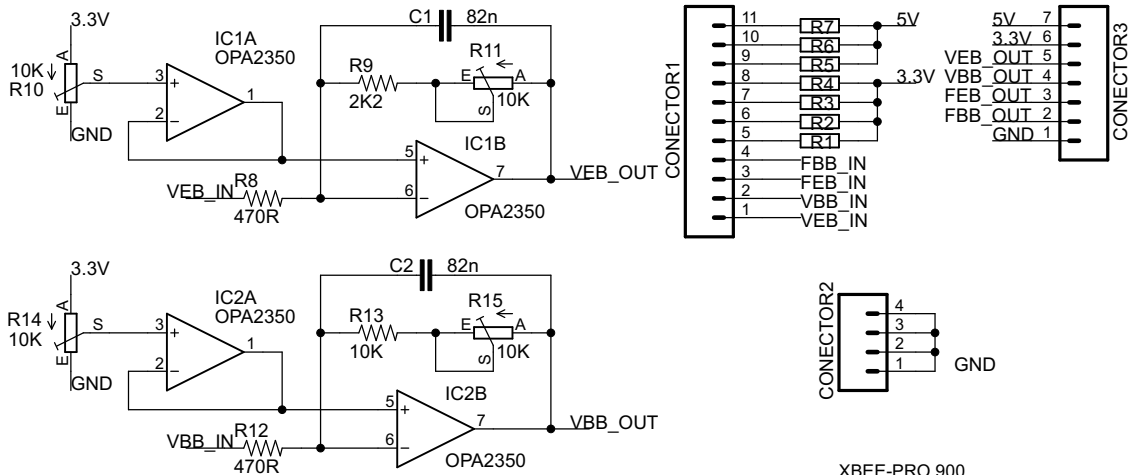 3.3V
A
10K
R10
S
E
GND
IC1A
OPA2350
3
+
2
−
1
C1
82n
R9
2K2
R11
E
A
S
10K
IC1B
5
+
6
−
7
OPA2350
VEB_IN
R8
470R
VEB_OUT
CONECTOR1
11
10
9
8
7
6
5
4
3
2
1
R7
R6
R5
R4
R3
R2
R1
5V
3.3V
FBB_IN
FEB_IN
VBB_IN
VEB_IN
5V 7
3.3V 6
VEB_OUT 5
VBB_OUT 4
FEB_OUT 3
FBB_OUT 2
GND 1
CONECTOR3
3.3V
A
R14
10K
S
E
GND
IC2A
OPA2350
3
+
2
−
1
C2
82n
R13
10K
R15
E
A
S
10K
IC2B
5
+
6
−
7
OPA2350
VBB_IN
R12
470R
VBB_OUT
CONECTOR2
4
3
2
1
GND
XBEE-PRO 900